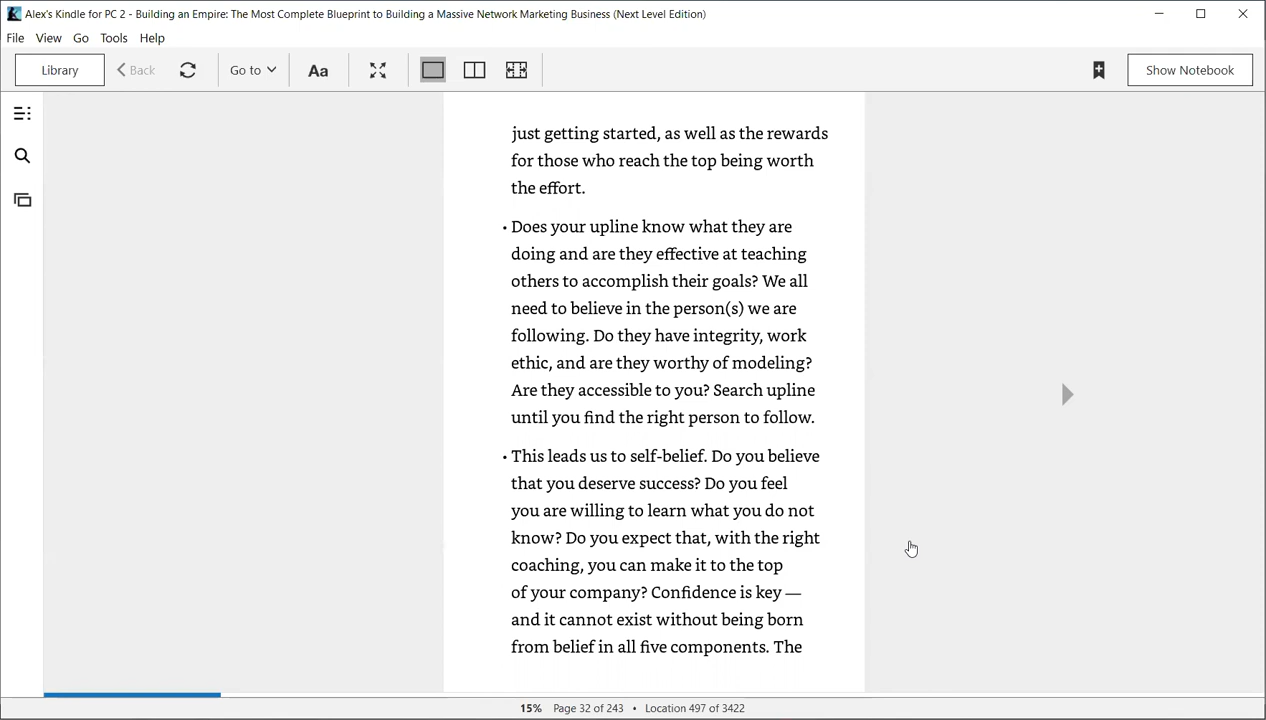 Alex's Kindle for PC 2 - Building an Empire: The Most Complete Blueprint to Building a Massive Network Marketing Business (Next Level Edition)
File View Go Tools Help
Library Back Go to Aa Show Notebook
just getting started, as well as the rewards
for those who reach the top being worth
the effort.
• Does your upline know what they are
doing and are they effective at teaching
others to accomplish their goals? We all
need to believe in the person(s) we are
following. Do they have integrity, work
ethic, and are they worthy of modeling?
Are they accessible to you? Search upline
until you find the right person to follow.
• This leads us to self-belief. Do you believe
that you deserve success? Do you feel
you are willing to learn what you do not
know? Do you expect that, with the right
coaching, you can make it to the top
of your company? Confidence is key —
and it cannot exist without being born
from belief in all five components. The
15% Page 32 of 243 • Location 497 of 3422